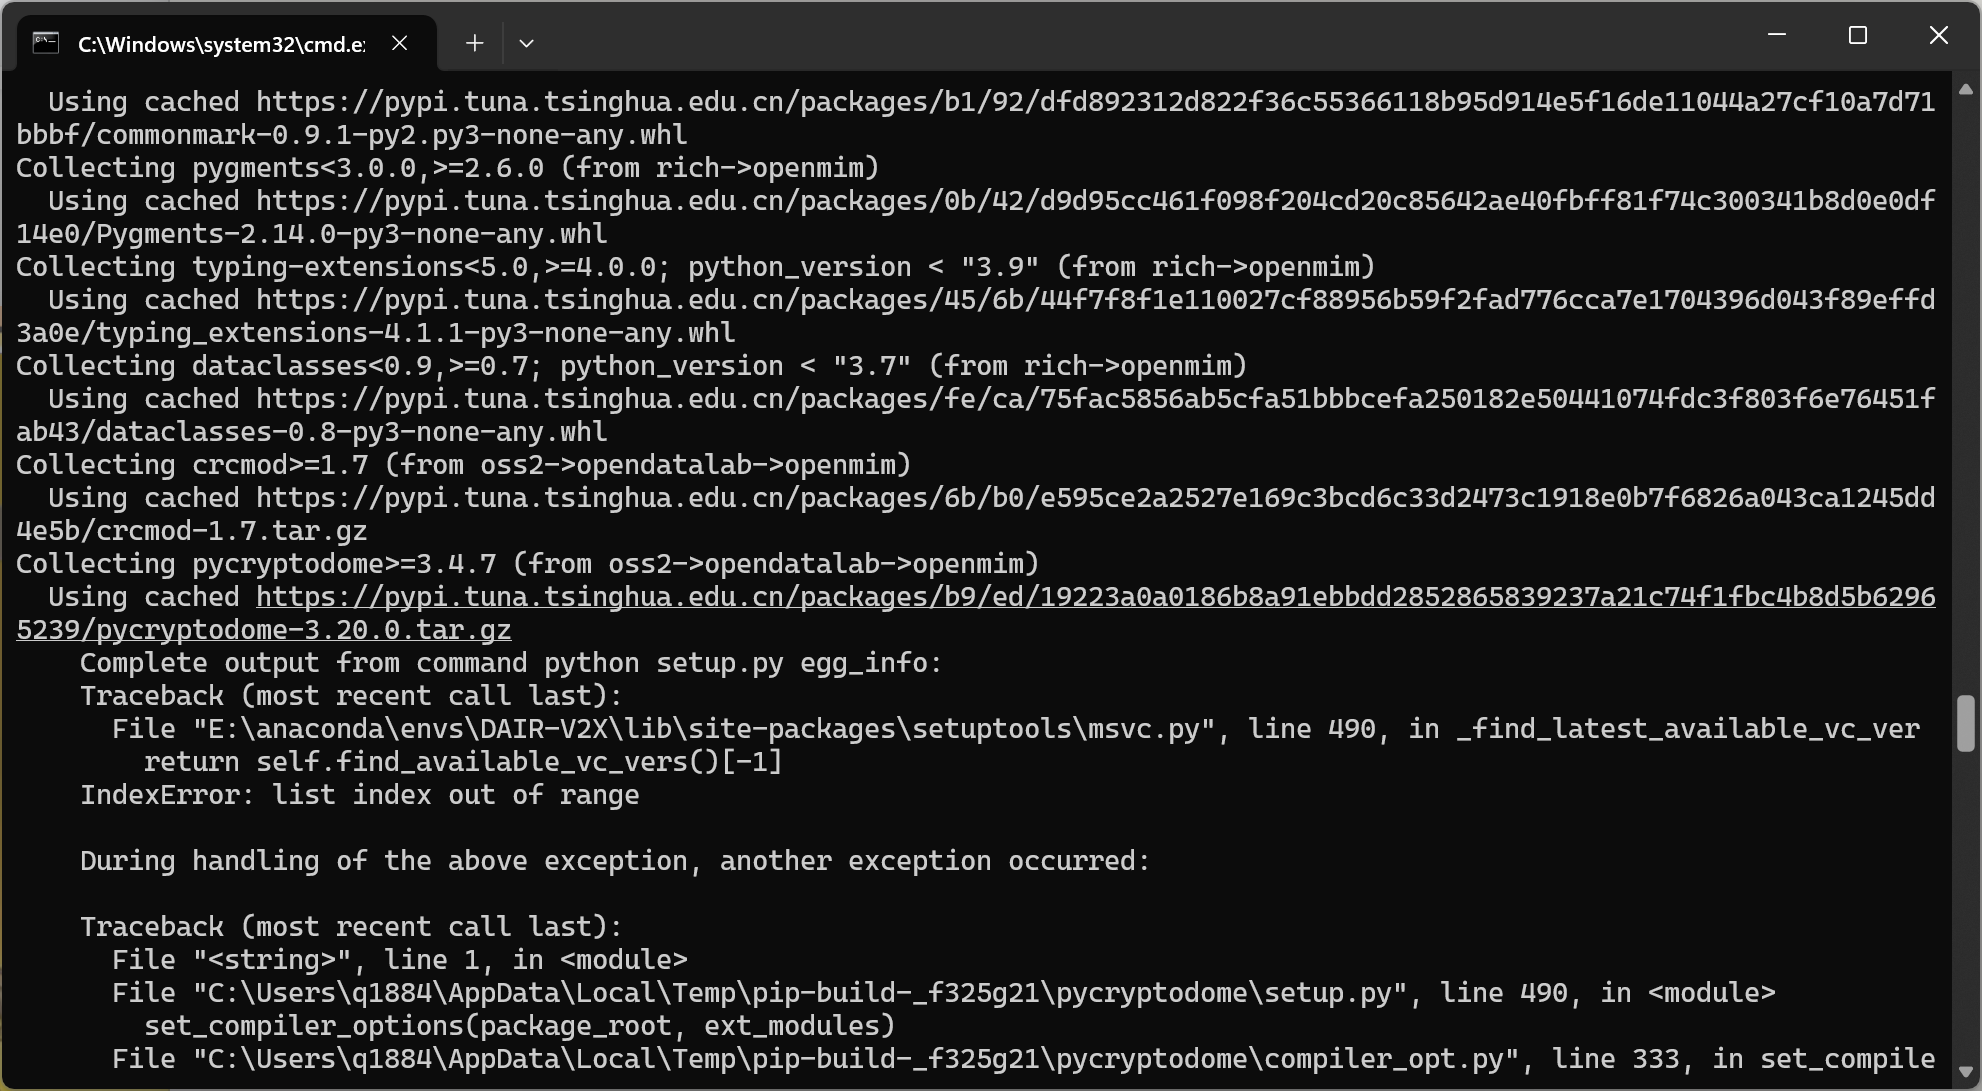 C:\Windows\system32\cmd.e
Using cached https://pypi.tuna.tsinghua.edu.cn/packages/b1/92/dfd892312d822f36c55366118b95d914e5f16de11044a27cf10a7d71
bbbf/commonmark-0.9.1-py2.py3-none-any.whl
Collecting pygments<3.0.0,>=2.6.0 (from rich->openmim)
Using cached https://pypi.tuna.tsinghua.edu.cn/packages/0b/42/d9d95cc461f098f204cd20c85642ae40fbff81f74c300341b8d0e0df
14e0/Pygments-2.14.0-py3-none-any.whl
Collecting typing-extensions<5.0,>=4.0.0; python_version < "3.9" (from rich->openmim)
Using cached https://pypi.tuna.tsinghua.edu.cn/packages/45/6b/44f7f8f1e110027cf88956b59f2fad776cca7e1704396d043f89effd
3a0e/typing_extensions-4.1.1-py3-none-any.whl
Collecting dataclasses<0.9,>=0.7; python_version < "3.7" (from rich->openmim)
Using cached https://pypi.tuna.tsinghua.edu.cn/packages/fe/ca/75fac5856ab5cfa51bbbcefa250182e50441074fdc3f803f6e76451f
ab43/dataclasses-0.8-py3-none-any.whl
Collecting crcmod>=1.7 (from oss2->opendatalab->openmim)
Using cached https://pypi.tuna.tsinghua.edu.cn/packages/6b/b0/e595ce2a2527e169c3bcd6c33d2473c1918e0b7f6826a043ca1245dd
4e5b/crcmod-1.7.tar.gz
Collecting pycryptodome>=3.4.7 (from oss2->opendatalab->openmim)
Using cached https://pypi.tuna.tsinghua.edu.cn/packages/b9/ed/19223a0a0186b8a91ebbdd2852865839237a21c74f1fbc4b8d5b6296
5239/pycryptodome-3.20.0.tar.gz
Complete output from command python setup.py egg_info:
Traceback (most recent call last):
File "E:\anaconda\envs\DAIR-V2X\lib\site-packages\setuptools\msvc.py", line 490, in _find_latest_available_vc_ver
return self.find_available_vc_vers()[-1]
IndexError: list index out of range
During handling of the above exception, another exception occurred:
Traceback (most recent call last):
File "<string>", line 1, in <module>
File "C:\Users\q1884\AppData\Local\Temp\pip-build-_f325g21\pycryptodome\setup.py", line 490, in <module>
set_compiler_options(package_root, ext_modules)
File "C:\Users\q1884\AppData\Local\Temp\pip-build-_f325g21\pycryptodome\compiler_opt.py", line 333, in set_compile